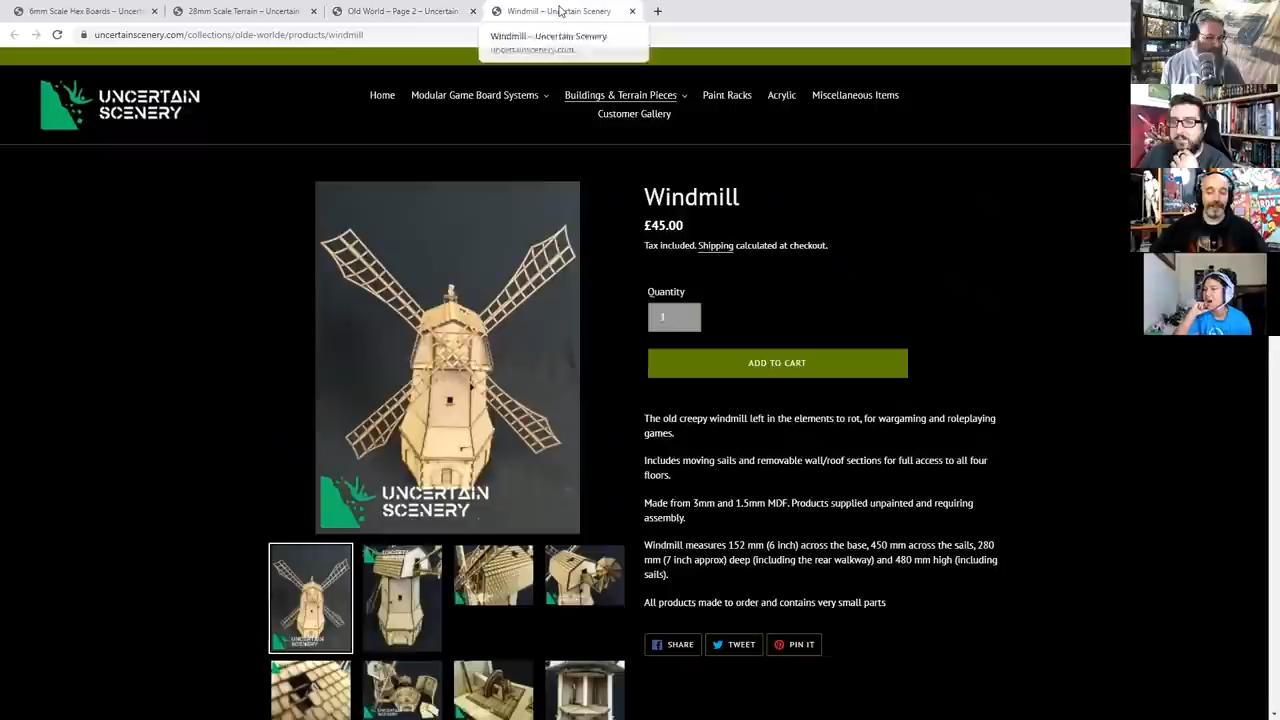 6mm Scale Hex Boards – Uncert
28mm Scale Terrain – Uncertain
Old World – Page 2 – Uncertain
Windmill – Uncertain Scenery
uncertainscenery.com/collections/olde-worlde/products/windmill
Windmill – Uncertain Scenery
uncertainscenery.com
UNCERTAIN
SCENERY
Home
Modular Game Board Systems
Buildings & Terrain Pieces
Paint Racks
Acrylic
Miscellaneous Items
Customer Gallery
Windmill
£45.00
Tax included. Shipping calculated at checkout.
Quantity
1
ADD TO CART
The old creepy windmill left in the elements to rot, for wargaming and roleplaying
games.
Includes moving sails and removable wall/roof sections for full access to all four
floors.
Made from 3mm and 1.5mm MDF. Products supplied unpainted and requiring
assembly.
Windmill measures 152 mm (6 inch) across the base, 450 mm across the sails, 280
mm (7 inch approx) deep (including the rear walkway) and 480 mm high (including
sails).
All products made to order and contains very small parts
SHARE
TWEET
PIN IT
UNCERTAIN
SCENERY